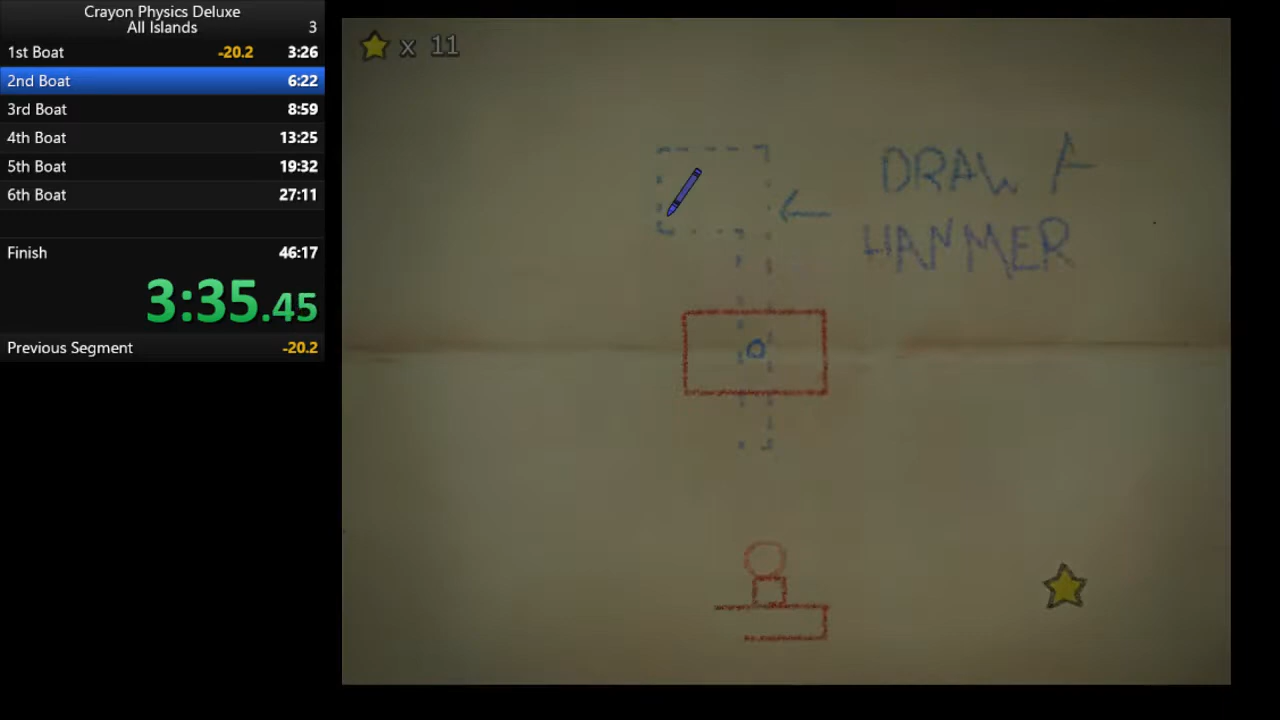 Crayon Physics Deluxe
All Islands 3
1st Boat -20.2 3:26
2nd Boat 6:22
3rd Boat 8:59
4th Boat 13:25
5th Boat 19:32
6th Boat 27:11
Finish 46:17
3:35.45
Previous Segment -20.2
x 11
DRAW A
HAMMER